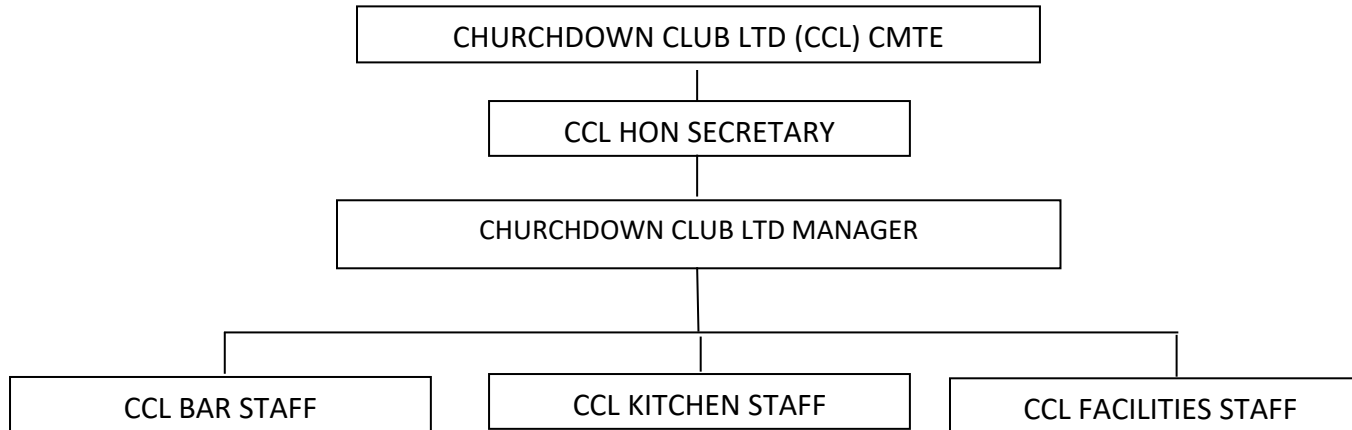 CHURCHDOWN CLUB LTD (CCL) CMTE
CCL HON SECRETARY
CHURCHDOWN CLUB LTD MANAGER
CCL BAR STAFF
CCL KITCHEN STAFF
CCL FACILITIES STAFF